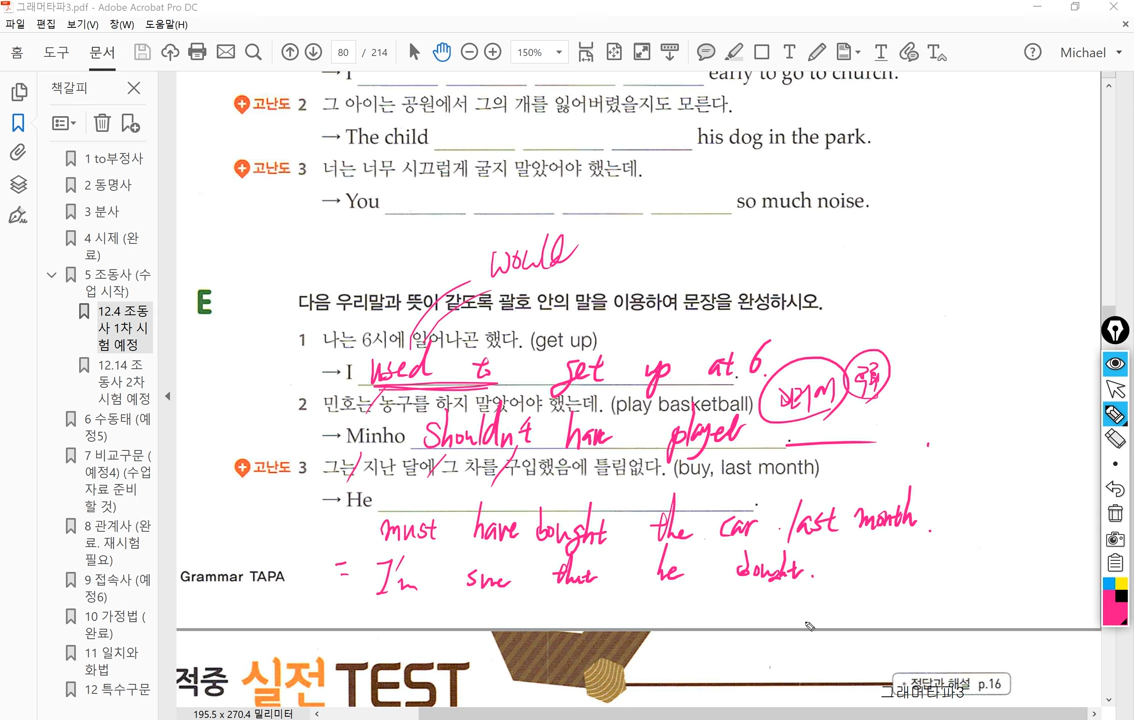 그래머타파3.pdf - Adobe Acrobat Pro DC
파일 편집 보기(V) 창(W) 도움말(H)
홈 도구 문서 80 / 214 150% Michael
책갈피
1 to부정사
2 동명사
3 분사
4 시제 (완
료)
5 조동사 (수
업 시작)
12.4 조동
사 1차 시
험 예정
12.14 조
동사 2차
시험 예정
6 수동태 (예
정5)
7 비교구문 (
예정4) (수업
자료 준비
할 것)
8 관계사 (완
료. 재시험
필요)
9 접속사 (예
정6)
10 가정법 (
완료)
11 일치와
화법
12 특수구문
→ I early to go to church.
고난도 2 그 아이는 공원에서 그의 개를 잃어버렸을지도 모른다.
→ The child his dog in the park.
고난도 3 너는 너무 시끄럽게 굴지 말았어야 했는데.
→ You so much noise.
would
E 다음 우리말과 뜻이 같도록 괄호 안의 말을 이용하여 문장을 완성하시오.
1 나는 6시에 일어나곤 했다. (get up)
→ I used to get up at 6.
2 민호는 농구를 하지 말았어야 했는데. (play basketball)
→ Minho shouldn't have played .
고난도 3 그는 지난 달에 그 차를 구입했음에 틀림없다. (buy, last month)
→ He .
must have bought the car last month.
= I'm sure that he bought.
Grammar TAPA
적중 실전 TEST
• 정답과 해설 p.16
그래머타파3
195.5 x 270.4 밀리미터